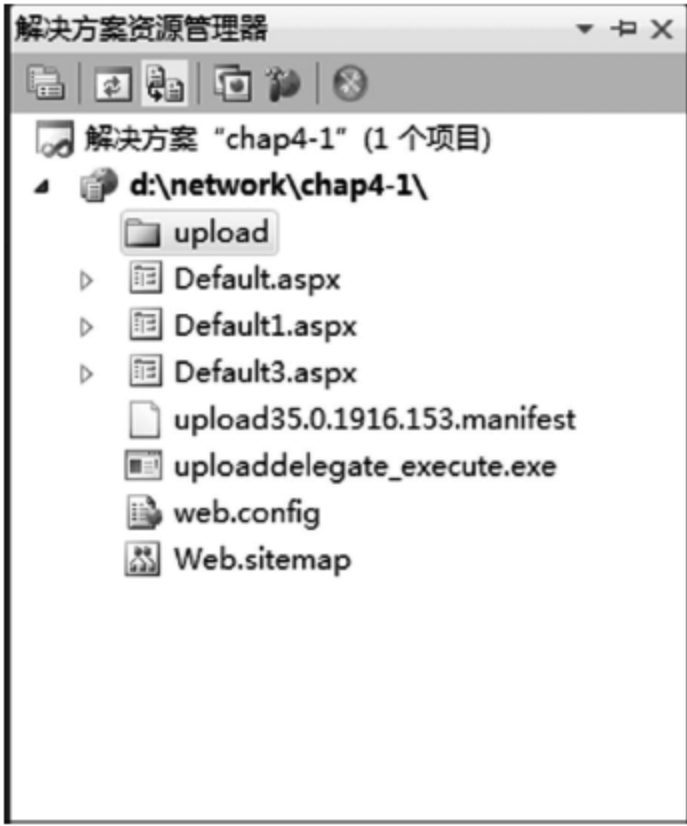 解决方案资源管理器
解决方案 “chap4-1” (1 个项目)
d:\network\chap4-1\
upload
Default.aspx
Default1.aspx
Default3.aspx
upload35.0.1916.153.manifest
uploaddelegate_execute.exe
web.config
Web.sitemap